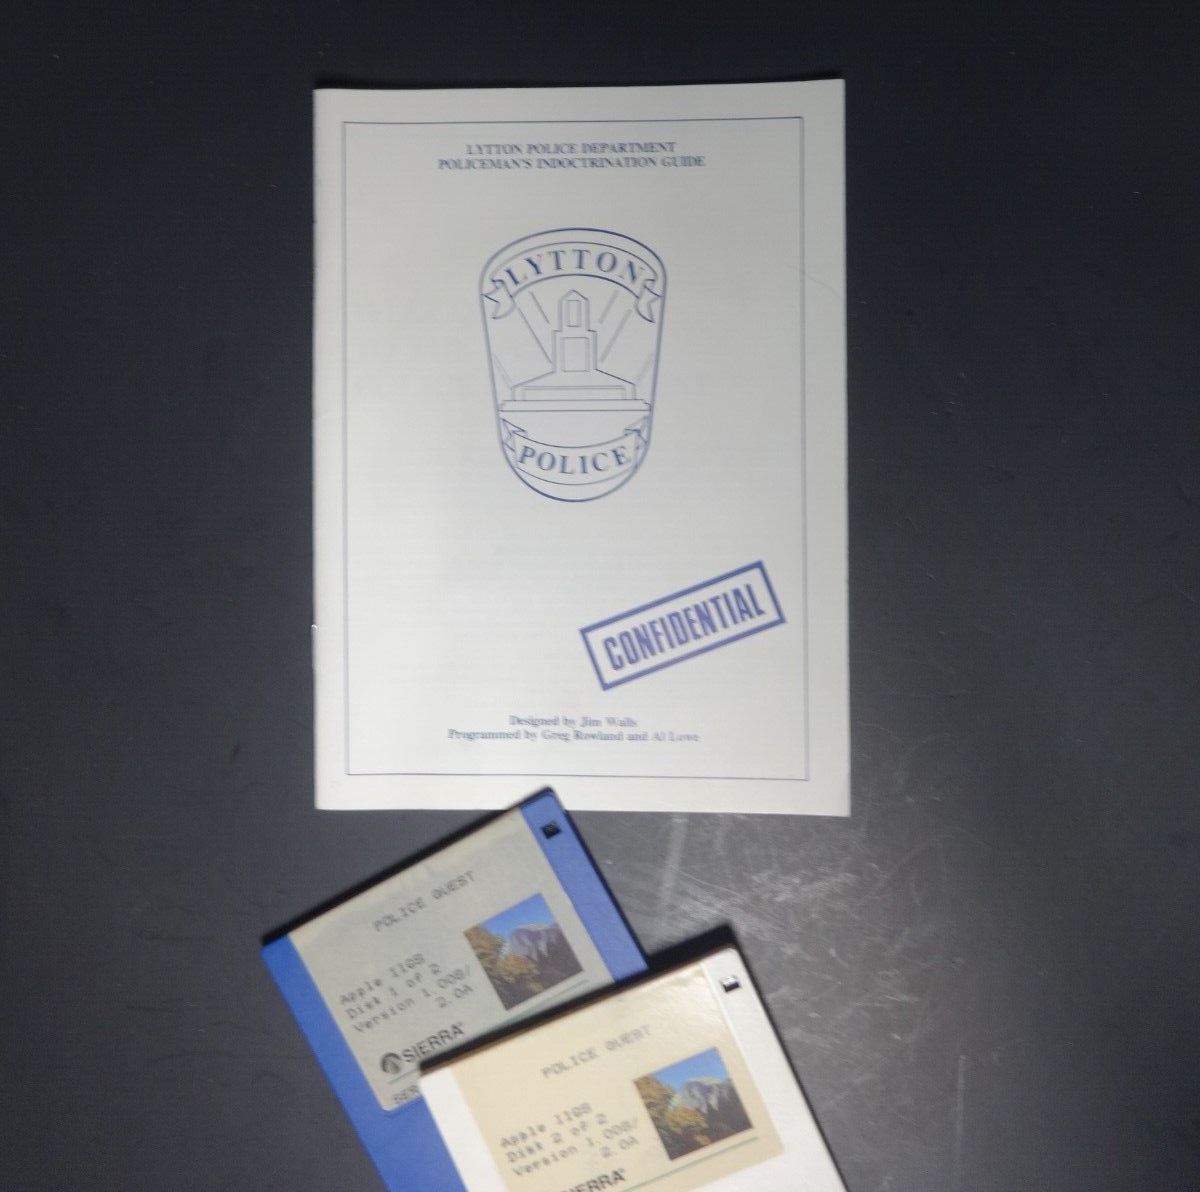 LYTTON POLICE DEPARTMENT
POLICEMAN'S INDOCTRINATION GUIDE
LYTTON
POLICE
CONFIDENTIAL
Designed by Jim Walls
Programmed by Greg Rowland and Al Lowe
POLICE QUEST
Apple IIGS
Disk 1 of 2
Version 1.00B/
2.0A
SIERRA
SER
POLICE QUEST
Apple IIGS
Disk 2 of 2
Version 1.00B/
2.0A
SIERRA